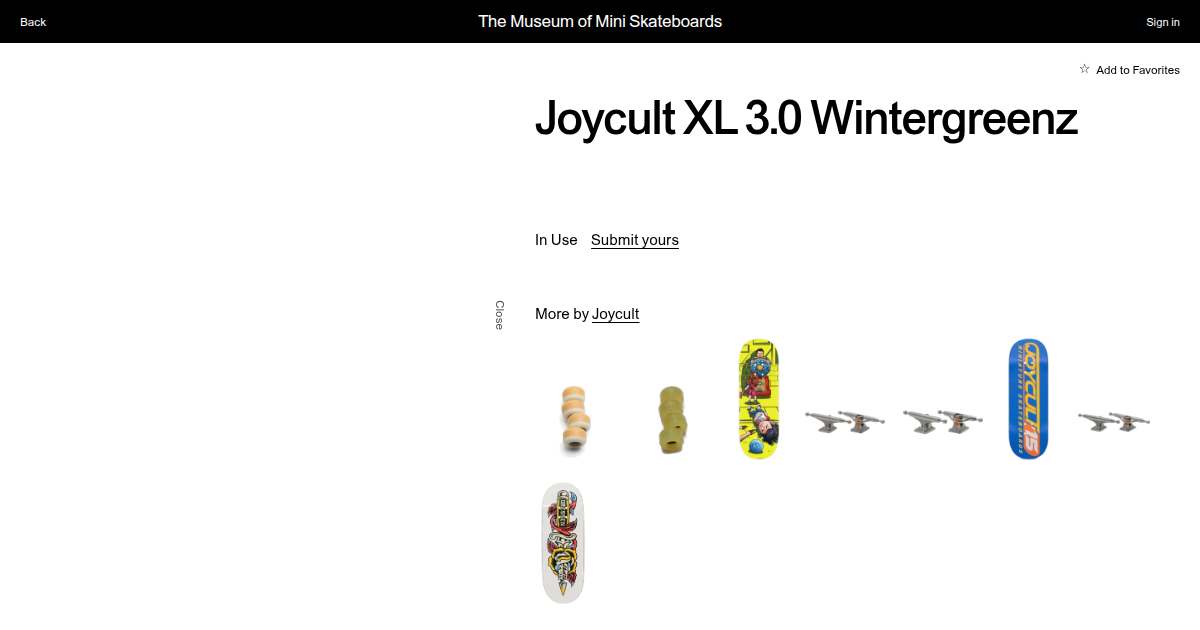 Back
The Museum of Mini Skateboards
Sign in
☆ Add to Favorites
Joycult XL 3.0 Wintergreenz
In Use Submit yours
Close
More by Joycult
JOYCULT